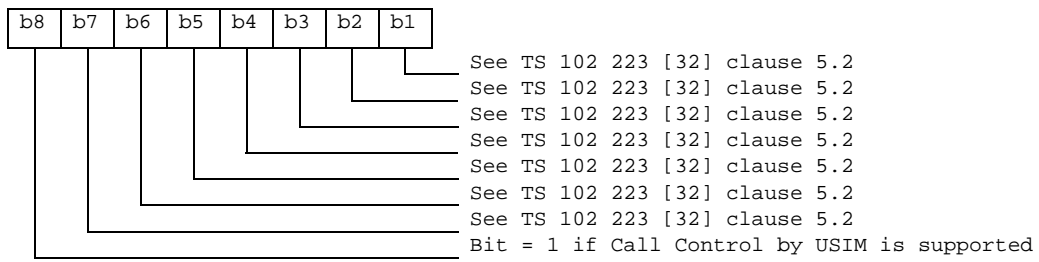 b8 b7 b6 b5 b4 b3 b2 b1
See TS 102 223 [32] clause 5.2
See TS 102 223 [32] clause 5.2
See TS 102 223 [32] clause 5.2
See TS 102 223 [32] clause 5.2
See TS 102 223 [32] clause 5.2
See TS 102 223 [32] clause 5.2
See TS 102 223 [32] clause 5.2
Bit = 1 if Call Control by USIM is supported